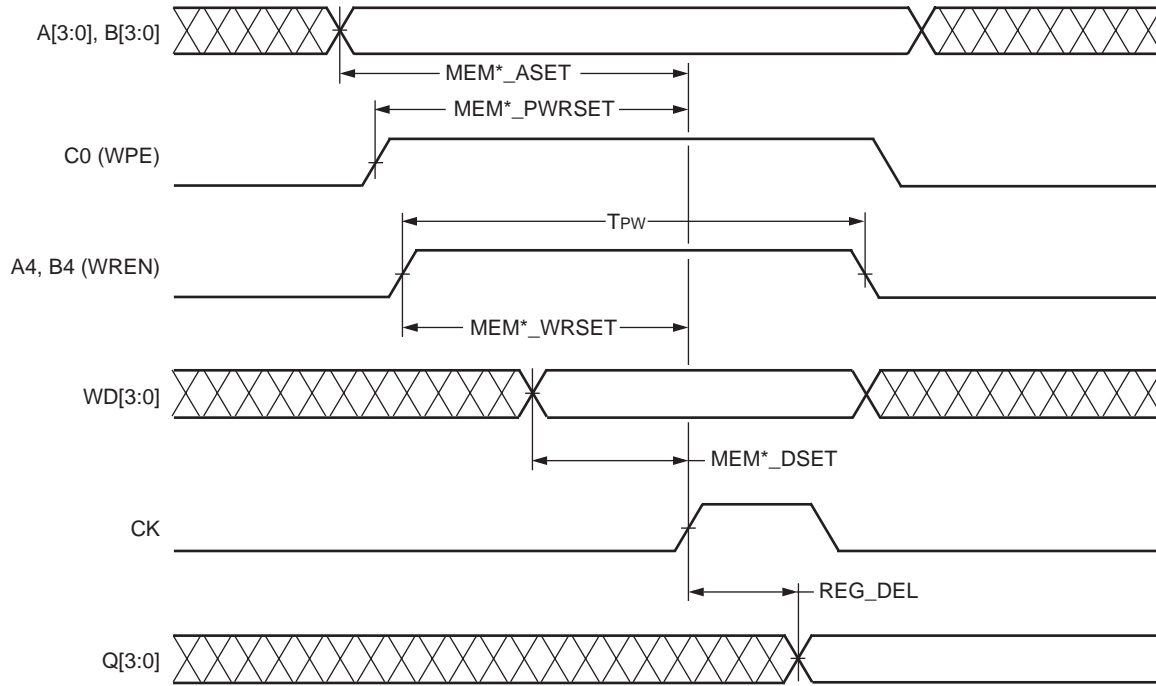 A[3:0], B[3:0]
MEM*_ASET
MEM*_PWRSET
C0 (WPE)
TPW
A4, B4 (WREN)
MEM*_WRSET
WD[3:0]
MEM*_DSET
CK
REG_DEL
Q[3:0]